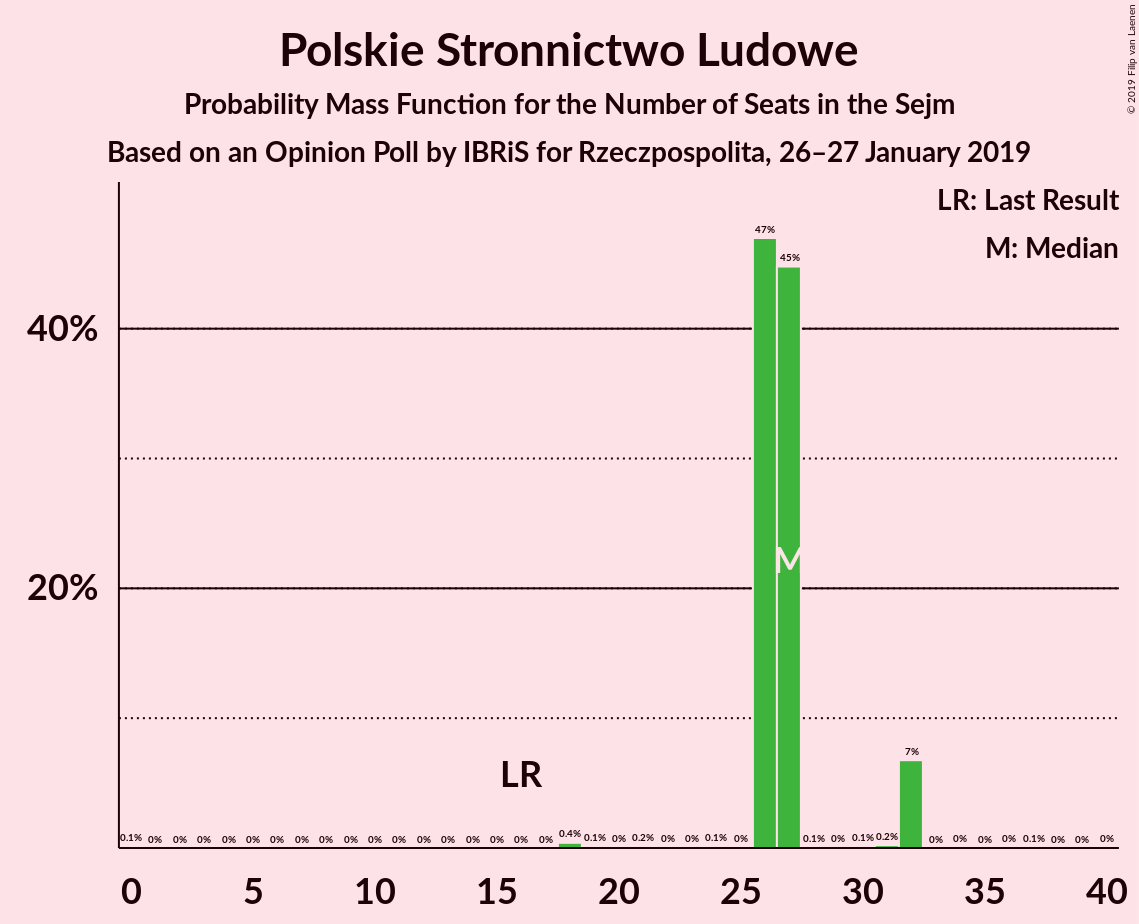 Polskie Stronnictwo Ludowe
Probability Mass Function for the Number of Seats in the Sejm
Based on an Opinion Poll by IBRiS for Rzeczpospolita, 26–27 January 2019
© 2019 Filip van Laenen
LR: Last Result
M: Median
40%
20%
47%
45%
M
LR
7%
0.1% 0% 0% 0% 0% 0% 0% 0% 0% 0% 0% 0% 0% 0% 0% 0% 0% 0% 0.4% 0.1% 0% 0.2% 0% 0% 0.1% 0% 0.1% 0% 0.1% 0.2% 0% 0% 0% 0% 0.1% 0% 0% 0%
0 5 10 15 20 25 30 35 40